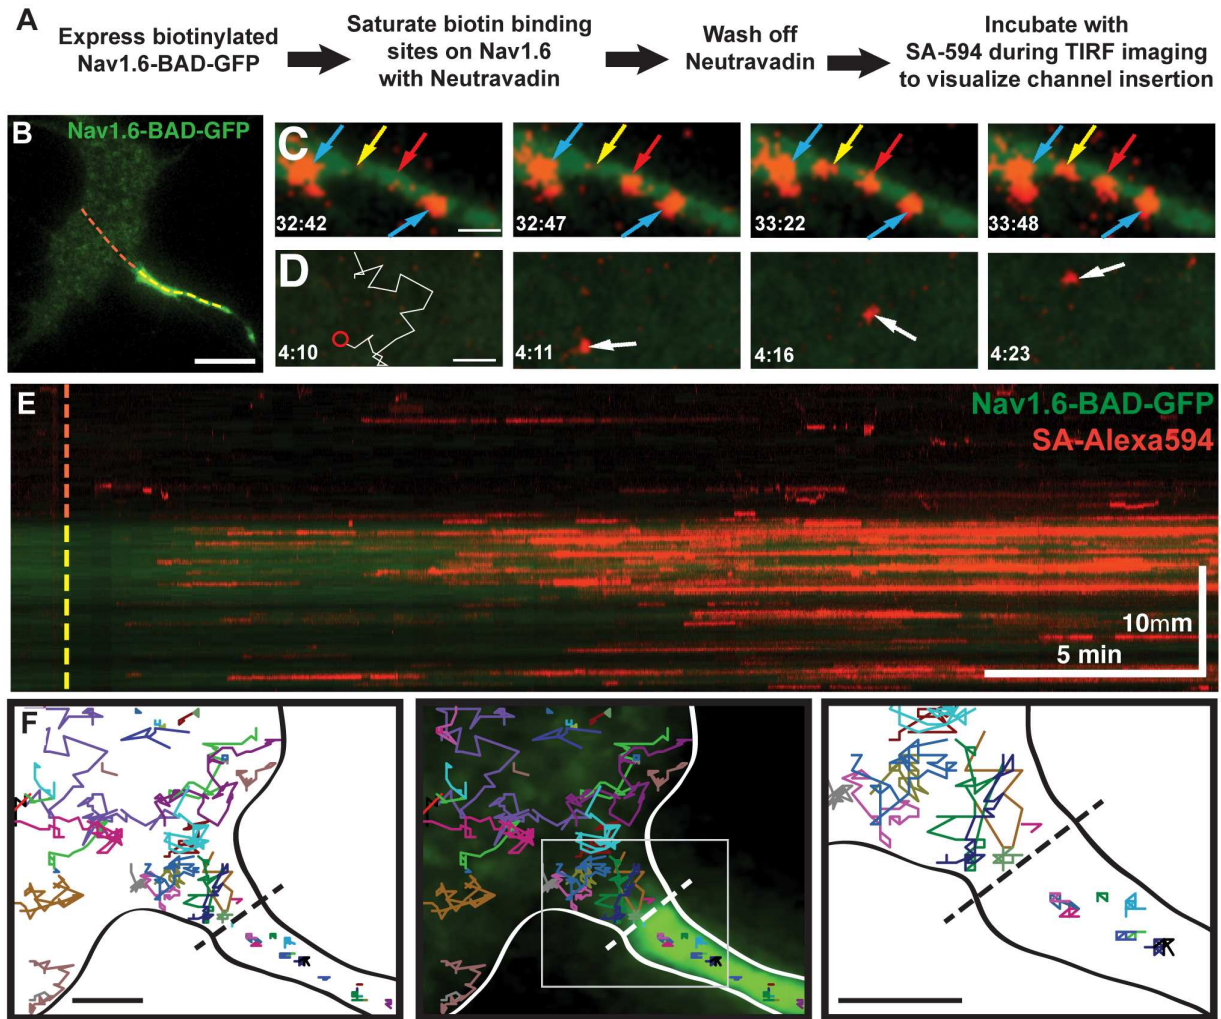 A
Express biotinylated
Nav1.6-BAD-GFP
Saturate biotin binding
sites on Nav1.6
with Neutravadin
Wash off
Neutravadin
Incubate with
SA-594 during TIRF imaging
to visualize channel insertion
B
Nav1.6-BAD-GFP
C
32:42
32:47
33:22
33:48
D
4:10
4:11
4:16
4:23
E
Nav1.6-BAD-GFP
SA-Alexa594
10mm
5 min
F